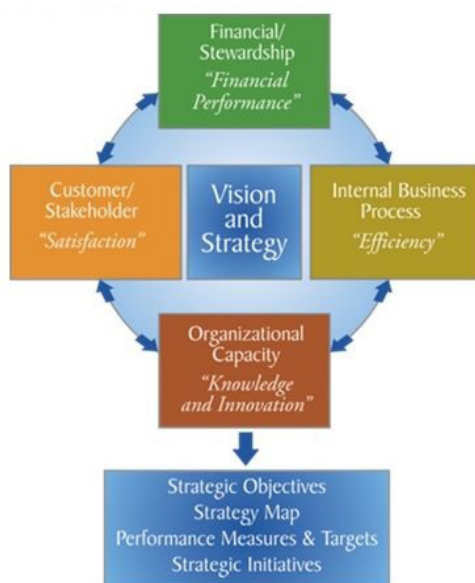 Financial/
Stewardship
“Financial
Performance”
Customer/
Stakeholder
“Satisfaction”
Vision
and
Strategy
Internal Business
Process
“Efficiency”
Organizational
Capacity
“Knowledge
and Innovation”
Strategic Objectives
Strategy Map
Performance Measures & Targets
Strategic Initiatives